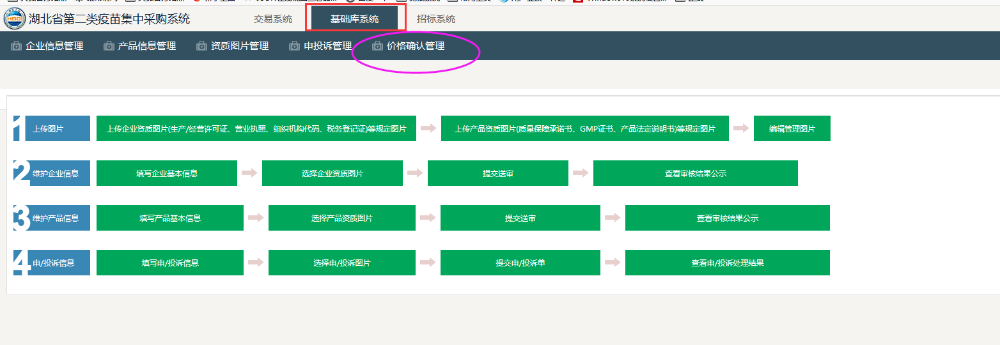 HBDI
湖北省第二类疫苗集中采购系统
交易系统
基础库系统
招标系统
企业信息管理
产品信息管理
资质图片管理
申投诉管理
价格确认管理
1 上传图片
上传企业资质图片(生产/经营许可证、营业执照、组织机构代码、税务登记证)等规定图片
上传产品资质图片(质量保障承诺书、GMP证书、产品法定说明书)等规定图片
编辑管理图片
2 维护企业信息
填写企业基本信息
选择企业资质图片
提交送审
查看审核结果公示
3 维护产品信息
填写产品基本信息
选择产品资质图片
提交送审
查看审核结果公示
4 申/投诉信息
填写申/投诉信息
选择申/投诉图片
提交申/投诉单
查看申/投诉处理结果